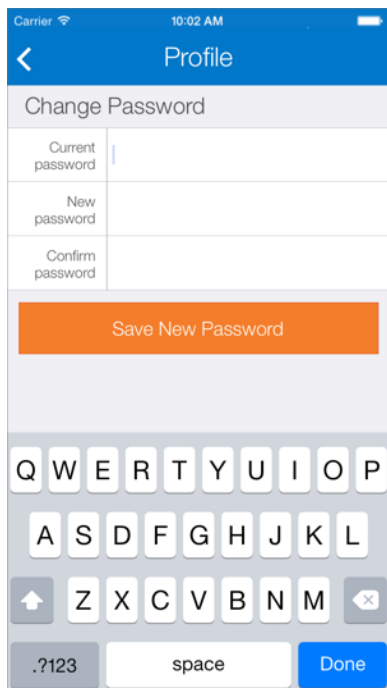 Carrier 10:02 AM
Profile
Change Password
Current
password
New
password
Confirm
password
Save New Password
Q W E R T Y U I O P
A S D F G H J K L
Z X C V B N M
.?123 space Done